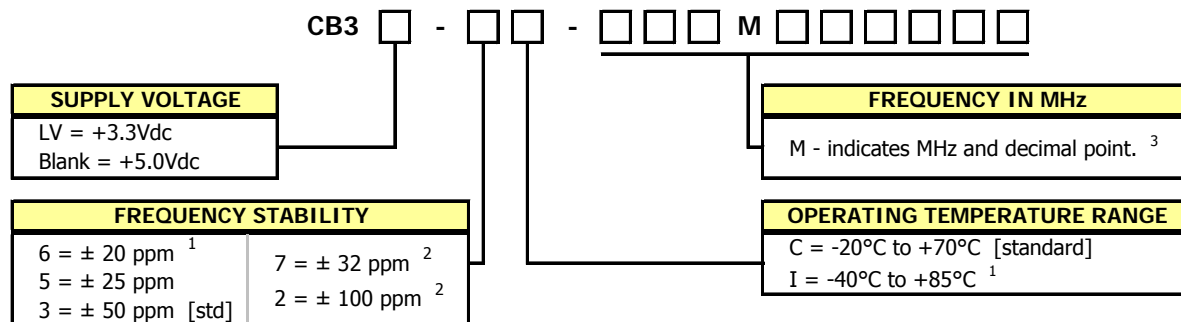 CB3 - - M
SUPPLY VOLTAGE
LV = +3.3Vdc
Blank = +5.0Vdc
FREQUENCY IN MHz
M - indicates MHz and decimal point. 3
FREQUENCY STABILITY
6 = ± 20 ppm 1
5 = ± 25 ppm
3 = ± 50 ppm [std]
7 = ± 32 ppm 2
2 = ± 100 ppm 2
OPERATING TEMPERATURE RANGE
C = -20°C to +70°C [standard]
I = -40°C to +85°C 1